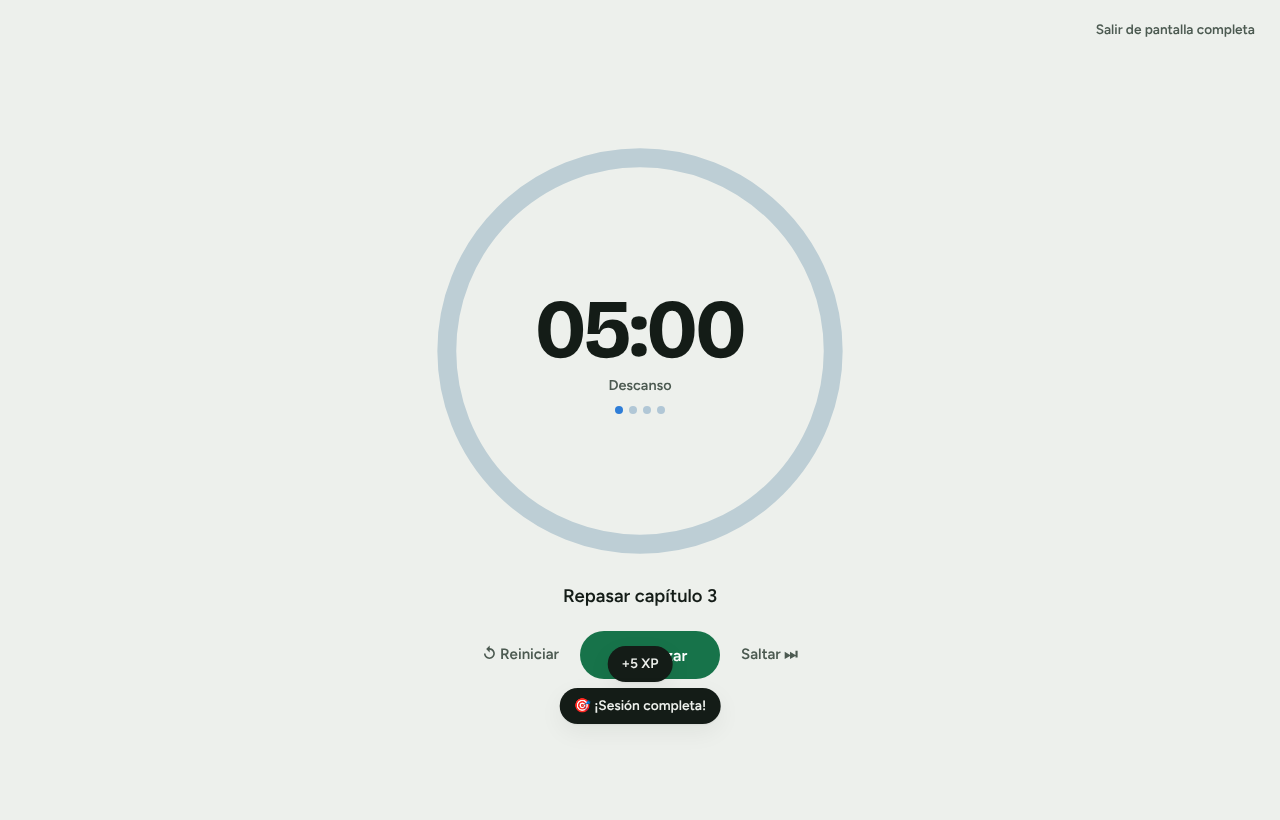 Salir de pantalla completa
05:00
Descanso
Repasar capítulo 3
Reiniciar
Saltar
+5 XP
¡Sesión completa!